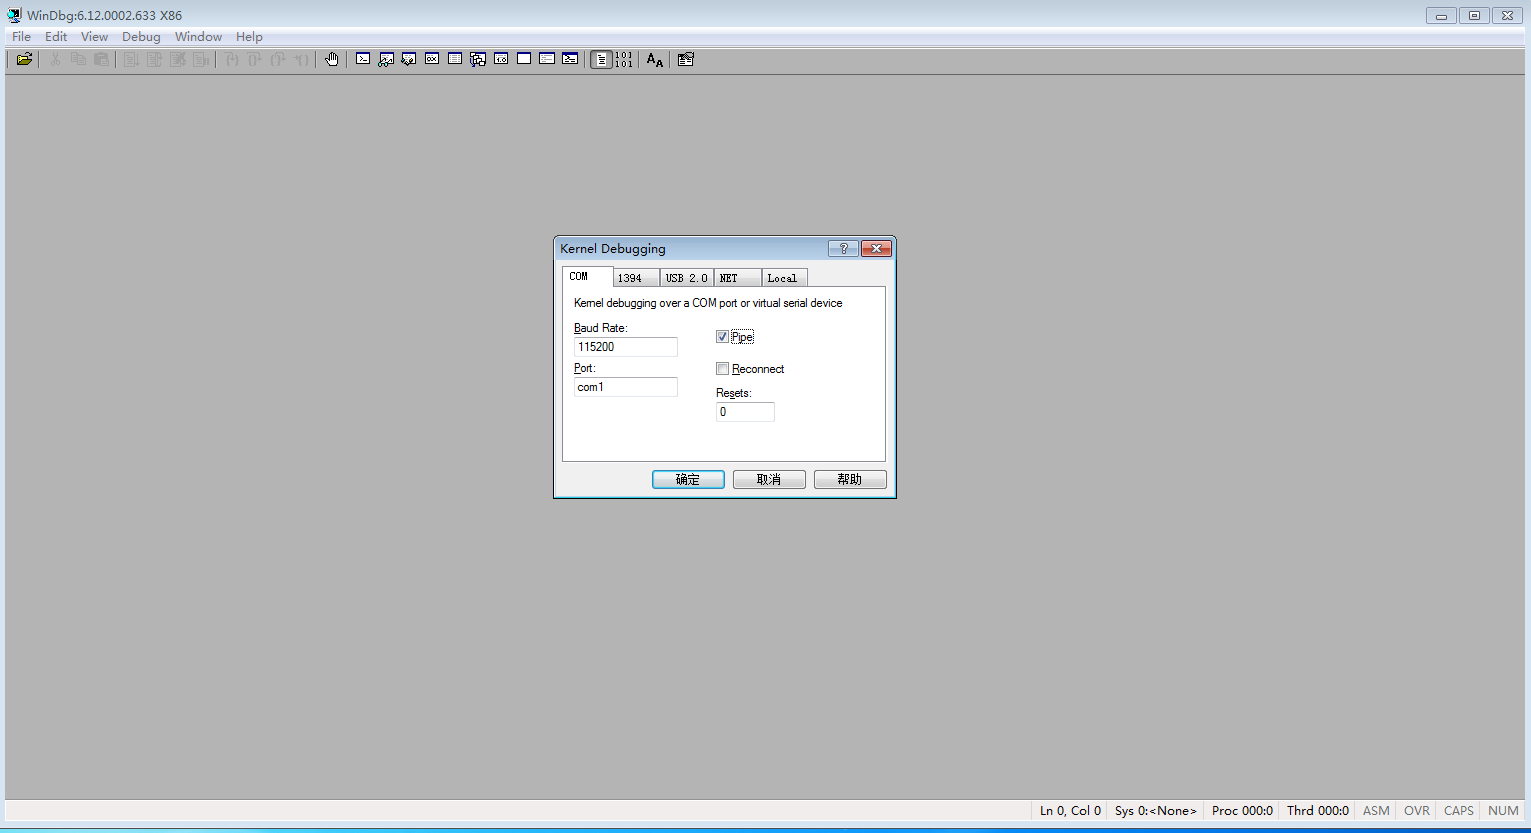 WinDbg:6.12.0002.633 X86
File Edit View Debug Window Help
101
101
AA
Kernel Debugging
COM 1394 USB 2.0 NET Local
Kernel debugging over a COM port or virtual serial device
Baud Rate:
115200
Pipe
Port:
com1
Reconnect
Resets:
0
确定 取消 帮助
Ln 0, Col 0 Sys 0:<None> Proc 000:0 Thrd 000:0 ASM OVR CAPS NUM